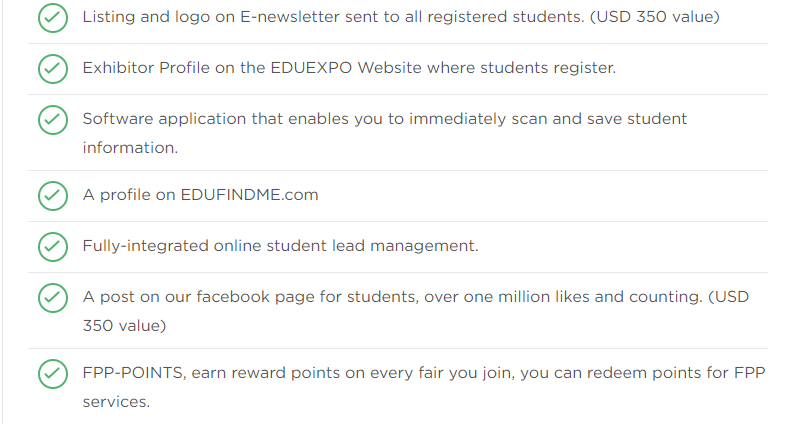 Listing and logo on E-newsletter sent to all registered students. (USD 350 value)
Exhibitor Profile on the EDUEXPO Website where students register.
Software application that enables you to immediately scan and save student
information.
A profile on EDUFINDME.com
Fully-integrated online student lead management.
A post on our facebook page for students, over one million likes and counting. (USD
350 value)
FPP-POINTS, earn reward points on every fair you join, you can redeem points for FPP
services.